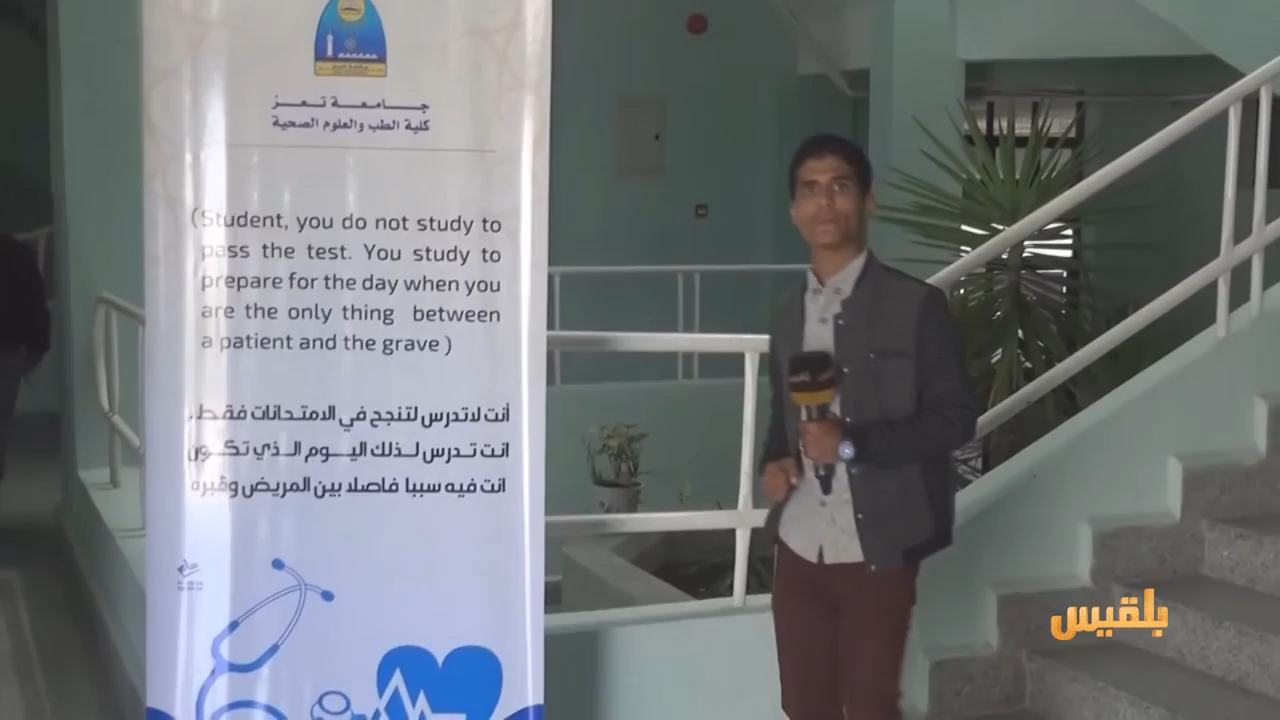 جامعة تعز
كلية الطب والعلوم الصحية
(Student, you do not study to
pass the test. You study to
prepare for the day when you
are the only thing between
a patient and the grave )
أنت لاتدرس لتنجح في الامتحانات فقط.
انت تدرس لذلك اليوم الذي تكون
انت فيه سببا فاصلا بين المريض وقبره
بلقيس